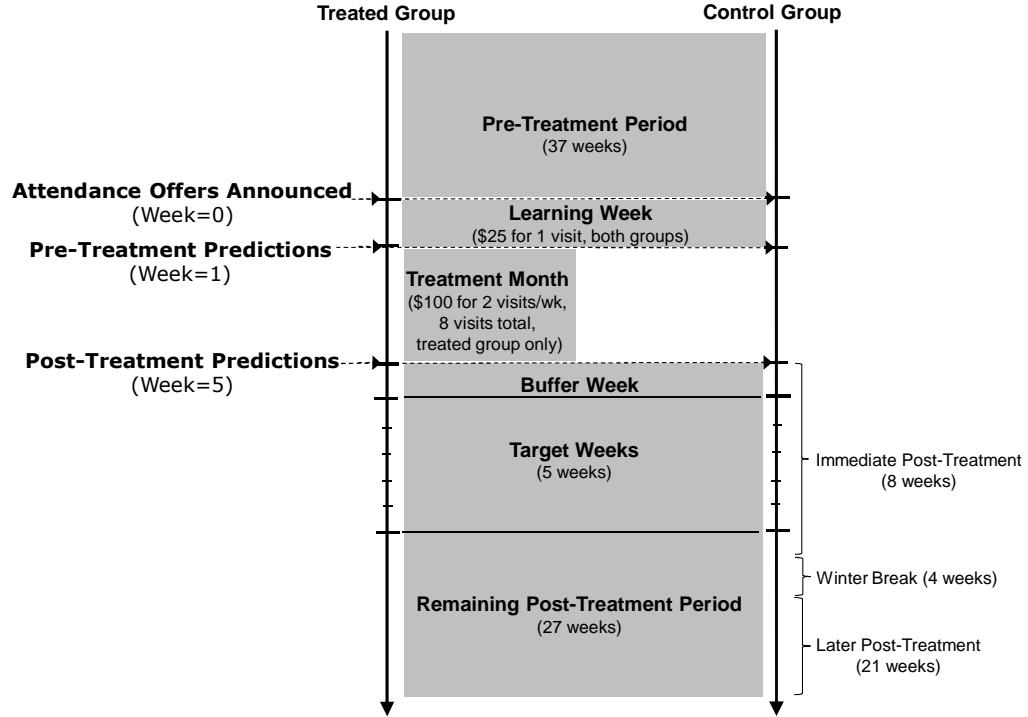 Treated Group
Control Group
Pre-Treatment Period
(37 weeks)
Attendance Offers Announced
(Week=0)
Learning Week
($25 for 1 visit, both groups)
Pre-Treatment Predictions
(Week=1)
Treatment Month
($100 for 2 visits/wk,
8 visits total,
treated group only)
Post-Treatment Predictions
(Week=5)
Buffer Week
Target Weeks
(5 weeks)
Immediate Post-Treatment
(8 weeks)
Winter Break (4 weeks)
Remaining Post-Treatment Period
(27 weeks)
Later Post-Treatment
(21 weeks)